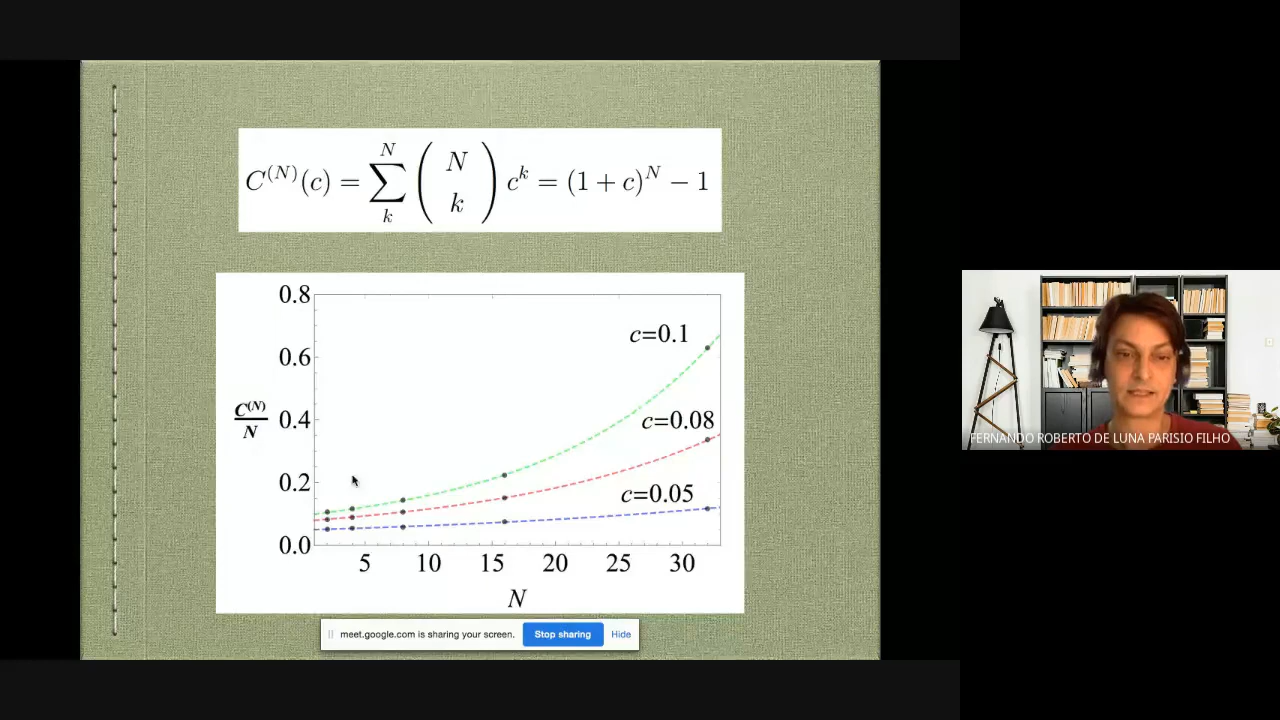 C^{(N)}(c) = \sum_{k}^{N} \binom{N}{k} c^k = (1 + c)^N − 1
0.8
0.6
0.4
0.2
0.0
C^{(N)}/N
c=0.1
c=0.08
c=0.05
5 10 15 20 25 30
N
meet.google.com is sharing your screen. Stop sharing Hide
FERNANDO ROBERTO DE LUNA PARISIO FILHO